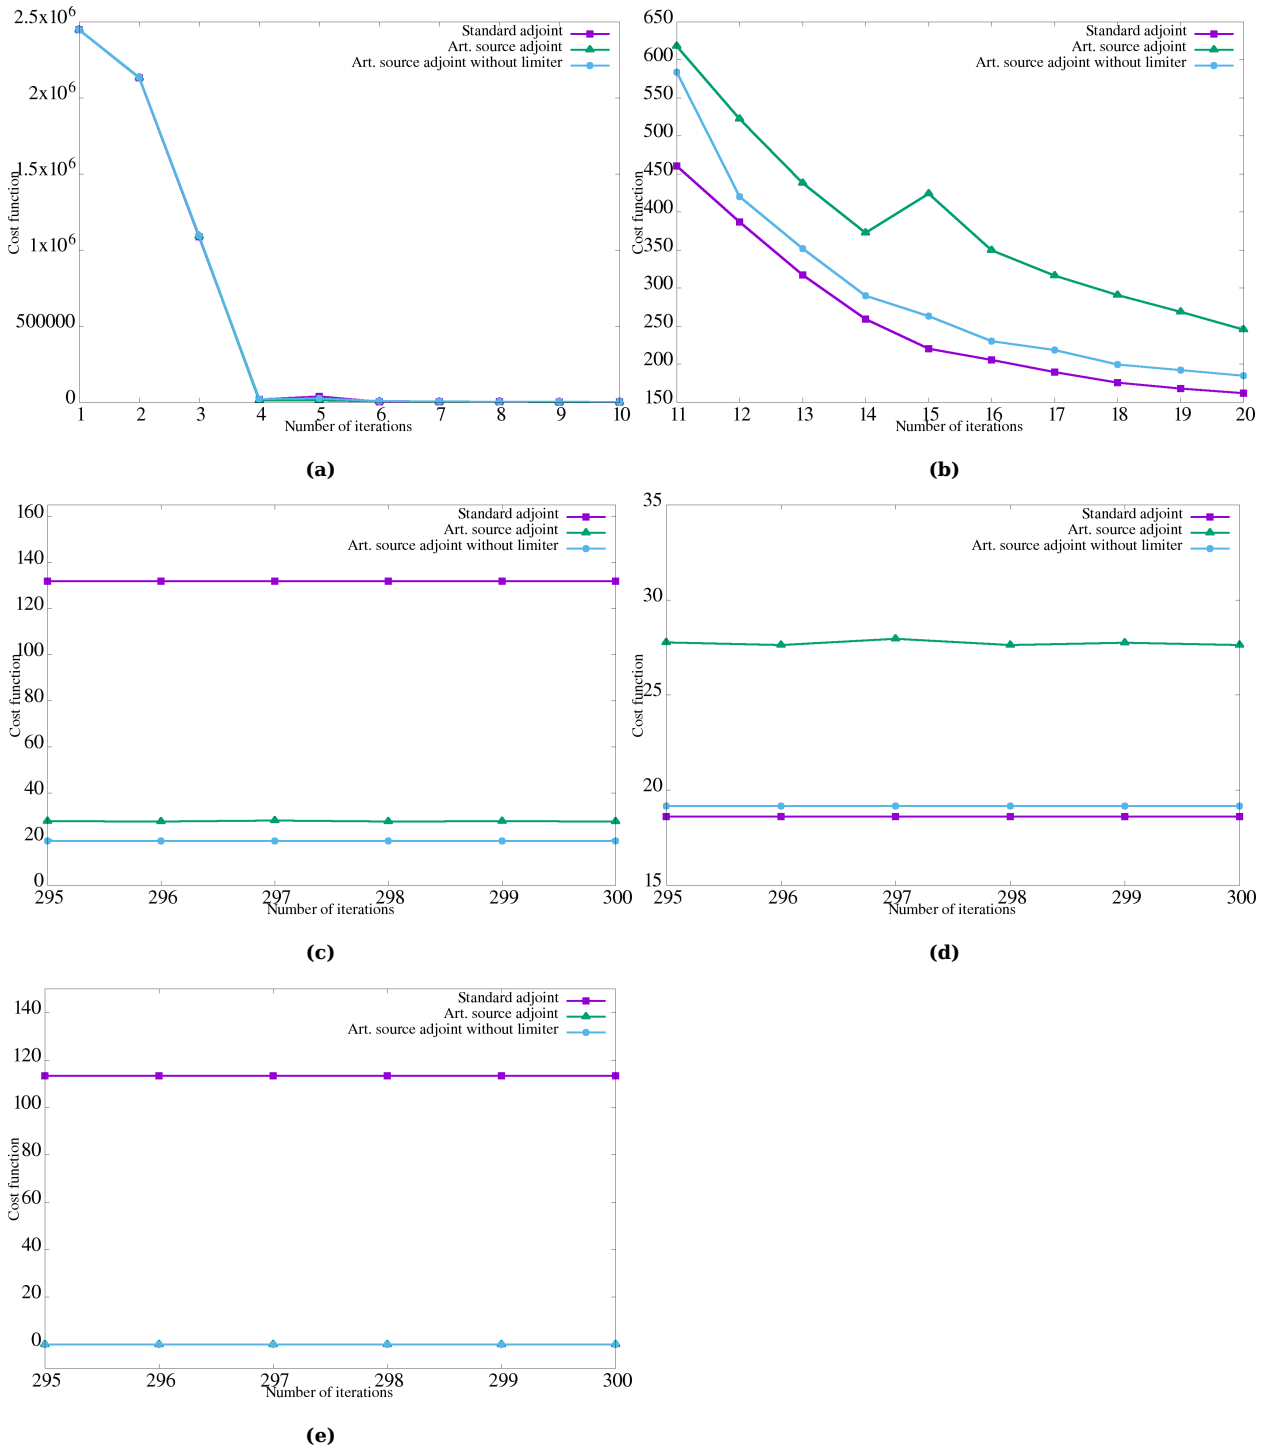 2.5x10^6
2x10^6
1.5x10^6
1x10^6
500000
0
Cost function
Standard adjoint
Art. source adjoint
Art. source adjoint without limiter
1 2 3 4 5 6 7 8 9 10
Number of iterations
(a)
650
600
550
500
450
400
350
300
250
200
150
Cost function
Standard adjoint
Art. source adjoint
Art. source adjoint without limiter
11 12 13 14 15 16 17 18 19 20
Number of iterations
(b)
160
140
120
100
80
60
40
20
0
Cost function
Standard adjoint
Art. source adjoint
Art. source adjoint without limiter
295 296 297 298 299 300
Number of iterations
(c)
35
30
25
20
15
Cost function
Standard adjoint
Art. source adjoint
Art. source adjoint without limiter
295 296 297 298 299 300
Number of iterations
(d)
140
120
100
80
60
40
20
0
Cost function
Standard adjoint
Art. source adjoint
Art. source adjoint without limiter
295 296 297 298 299 300
Number of iterations
(e)